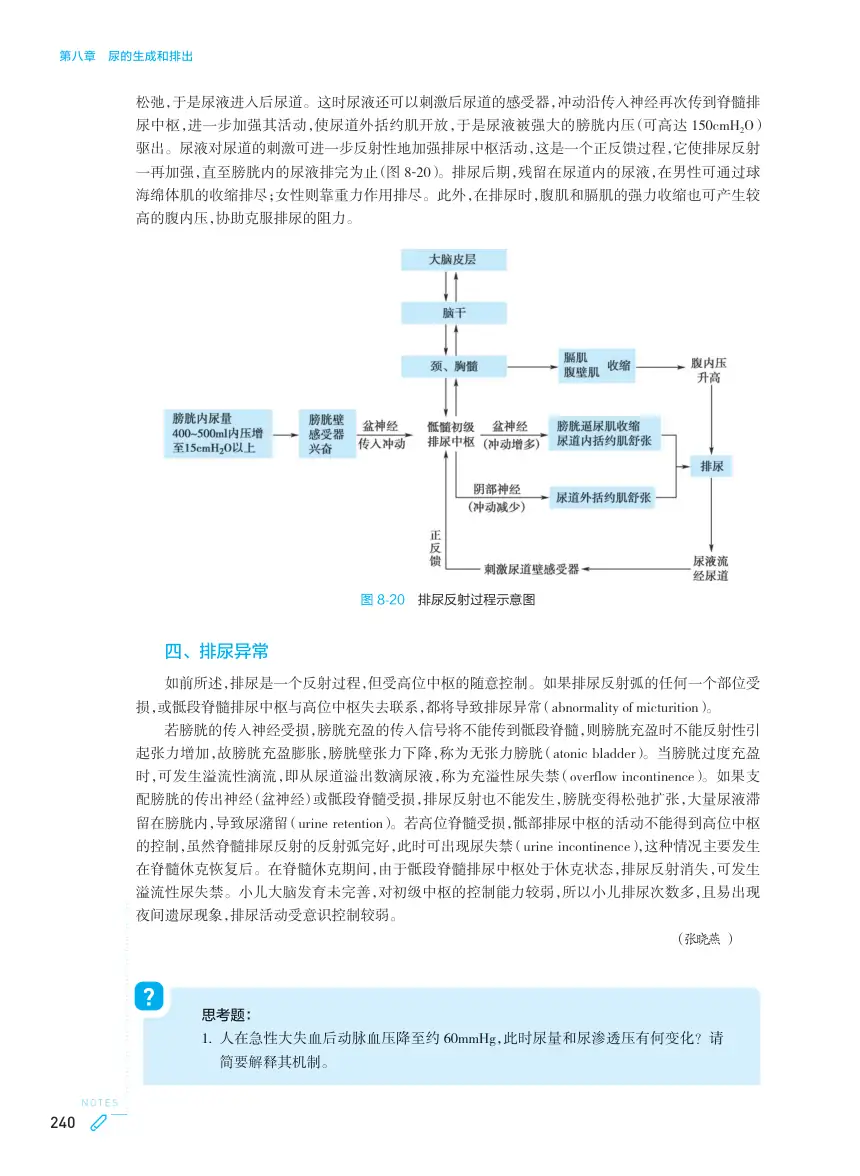 第八章 尿的生成和排出
松弛,于是尿液进入后尿道。这时尿液还可以刺激后尿道的感受器,冲动沿传入神经再次传到脊髓排
尿中枢,进一步加强其活动,使尿道外括约肌开放,于是尿液被强大的膀胱内压(可高达 150cmH₂O)
驱出。尿液对尿道的刺激可进一步反射性地加强排尿中枢活动,这是一个正反馈过程,它使排尿反射
一再加强,直至膀胱内的尿液排完为止(图 8-20)。排尿后期,残留在尿道内的尿液,在男性可通过球
海绵体肌的收缩排尽;女性则靠重力作用排尽。此外,在排尿时,腹肌和膈肌的强力收缩也可产生较
高的腹内压,协助克服排尿的阻力。
大脑皮层
脑干
颈、胸髓
膈肌
腹壁肌
收缩
腹内压
升高
膀胱内尿量
400~500ml内压增
至15cmH₂O以上
膀胱壁
感受器
兴奋
盆神经
传入冲动
骶髓初级
排尿中枢
盆神经
(冲动增多)
膀胱逼尿肌收缩
尿道内括约肌舒张
排尿
阴部神经
(冲动减少)
尿道外括约肌舒张
正
反
馈
刺激尿道壁感受器
尿液流
经尿道
图 8-20 排尿反射过程示意图
四、排尿异常
如前所述,排尿是一个反射过程,但受高位中枢的随意控制。如果排尿反射弧的任何一个部位受
损,或骶段脊髓排尿中枢与高位中枢失去联系,都将导致排尿异常(abnormality of micturition)。
若膀胱的传入神经受损,膀胱充盈的传入信号将不能传到骶段脊髓,则膀胱充盈时不能反射性引
起张力增加,故膀胱充盈膨胀,膀胱壁张力下降,称为无张力膀胱(atonic bladder)。当膀胱过度充盈
时,可发生溢流性滴流,即从尿道溢出数滴尿液,称为充溢性尿失禁(overflow incontinence)。如果支
配膀胱的传出神经(盆神经)或骶段脊髓受损,排尿反射也不能发生,膀胱变得松弛扩张,大量尿液滞
留在膀胱内,导致尿潴留(urine retention)。若高位脊髓受损,骶部排尿中枢的活动不能得到高位中枢
的控制,虽然脊髓排尿反射的反射弧完好,此时可出现尿失禁(urine incontinence),这种情况主要发生
在脊髓休克恢复后。在脊髓休克期间,由于骶段脊髓排尿中枢处于休克状态,排尿反射消失,可发生
溢流性尿失禁。小儿大脑发育未完善,对初级中枢的控制能力较弱,所以小儿排尿次数多,且易出现
夜间遗尿现象,排尿活动受意识控制较弱。
(张晓燕 )
?
思考题:
1. 人在急性大失血后动脉血压降至约 60mmHg,此时尿量和尿渗透压有何变化? 请
简要解释其机制。
NOTES
240